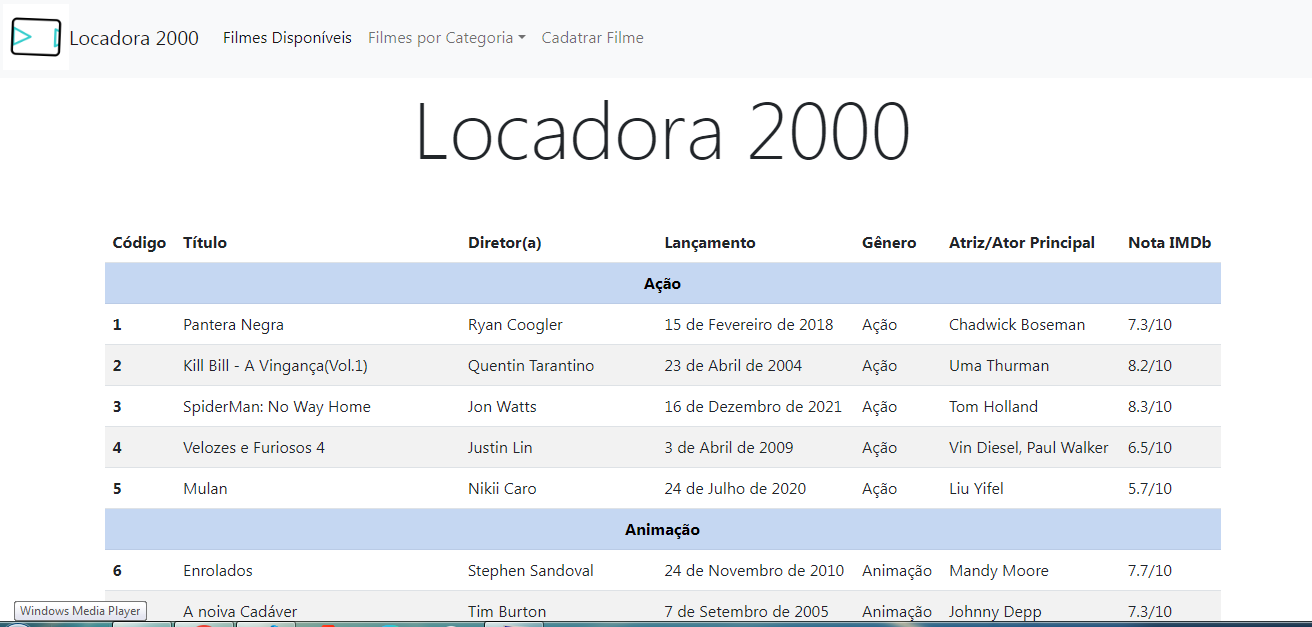 Locadora 2000 Filmes Disponíveis Filmes por Categoria Cadatrar Filme
Locadora 2000
Código Título Diretor(a) Lançamento Gênero Atriz/Ator Principal Nota IMDb
Ação
1 Pantera Negra Ryan Coogler 15 de Fevereiro de 2018 Ação Chadwick Boseman 7.3/10
2 Kill Bill - A Vingança(Vol.1) Quentin Tarantino 23 de Abril de 2004 Ação Uma Thurman 8.2/10
3 SpiderMan: No Way Home Jon Watts 16 de Dezembro de 2021 Ação Tom Holland 8.3/10
4 Velozes e Furiosos 4 Justin Lin 3 de Abril de 2009 Ação Vin Diesel, Paul Walker 6.5/10
5 Mulan Nikii Caro 24 de Julho de 2020 Ação Liu Yifel 5.7/10
Animação
6 Enrolados Stephen Sandoval 24 de Novembro de 2010 Animação Mandy Moore 7.7/10
A noiva Cadáver Tim Burton 7 de Setembro de 2005 Animação Johnny Depp 7.3/10
Windows Media Player